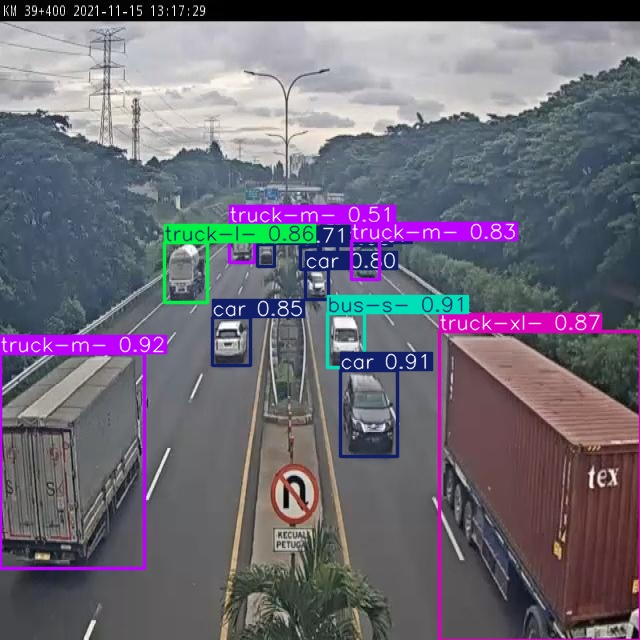 KM 39+400 2021-11-15 13:17:29
truck-m- 0.51
truck-l- 0.86
.71
truck-m- 0.83
car 0.80
car 0.85
bus-s- 0.91
truck-xl- 0.87
truck-m- 0.92
car 0.91
tex
KECUALI
PETUGAS